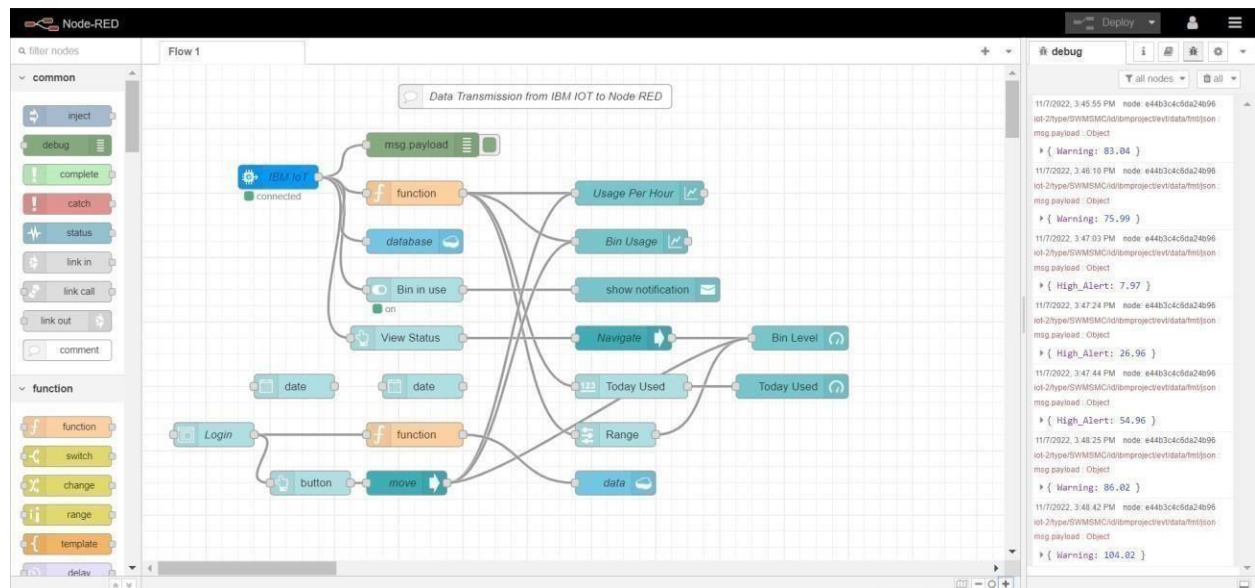 Node-RED
Deploy
filter nodes
Flow 1
debug
i
all nodes
all
common
inject
debug
complete
catch
status
link in
link call
link out
comment
function
function
switch
change
range
template
delay
Data Transmission from IBM IOT to Node RED
msg.payload
IBM IoT
connected
function
Usage Per Hour
database
Bin Usage
Bin in use
on
show notification
View Status
Navigate
Bin Level
date
date
123 Today Used
Today Used
Login
function
Range
button
move
data
11/7/2022, 3:45:55 PM node: e44b3c4c6da24b96
iot-2/type/SWMSMC/id/ibmproject/evt/data/fmt/json :
msg.payload : Object
{ Warning: 83.04 }
11/7/2022, 3:46:10 PM node: e44b3c4c6da24b96
iot-2/type/SWMSMC/id/ibmproject/evt/data/fmt/json :
msg.payload : Object
{ Warning: 75.99 }
11/7/2022, 3:47:03 PM node: e44b3c4c6da24b96
iot-2/type/SWMSMC/id/ibmproject/evt/data/fmt/json :
msg.payload : Object
{ High_Alert: 7.97 }
11/7/2022, 3:47:24 PM node: e44b3c4c6da24b96
iot-2/type/SWMSMC/id/ibmproject/evt/data/fmt/json :
msg.payload : Object
{ High_Alert: 26.96 }
11/7/2022, 3:47:44 PM node: e44b3c4c6da24b96
iot-2/type/SWMSMC/id/ibmproject/evt/data/fmt/json :
msg.payload : Object
{ High_Alert: 54.96 }
11/7/2022, 3:48:25 PM node: e44b3c4c6da24b96
iot-2/type/SWMSMC/id/ibmproject/evt/data/fmt/json :
msg.payload : Object
{ Warning: 86.02 }
11/7/2022, 3:48:42 PM node: e44b3c4c6da24b96
iot-2/type/SWMSMC/id/ibmproject/evt/data/fmt/json :
msg.payload : Object
{ Warning: 104.02 }